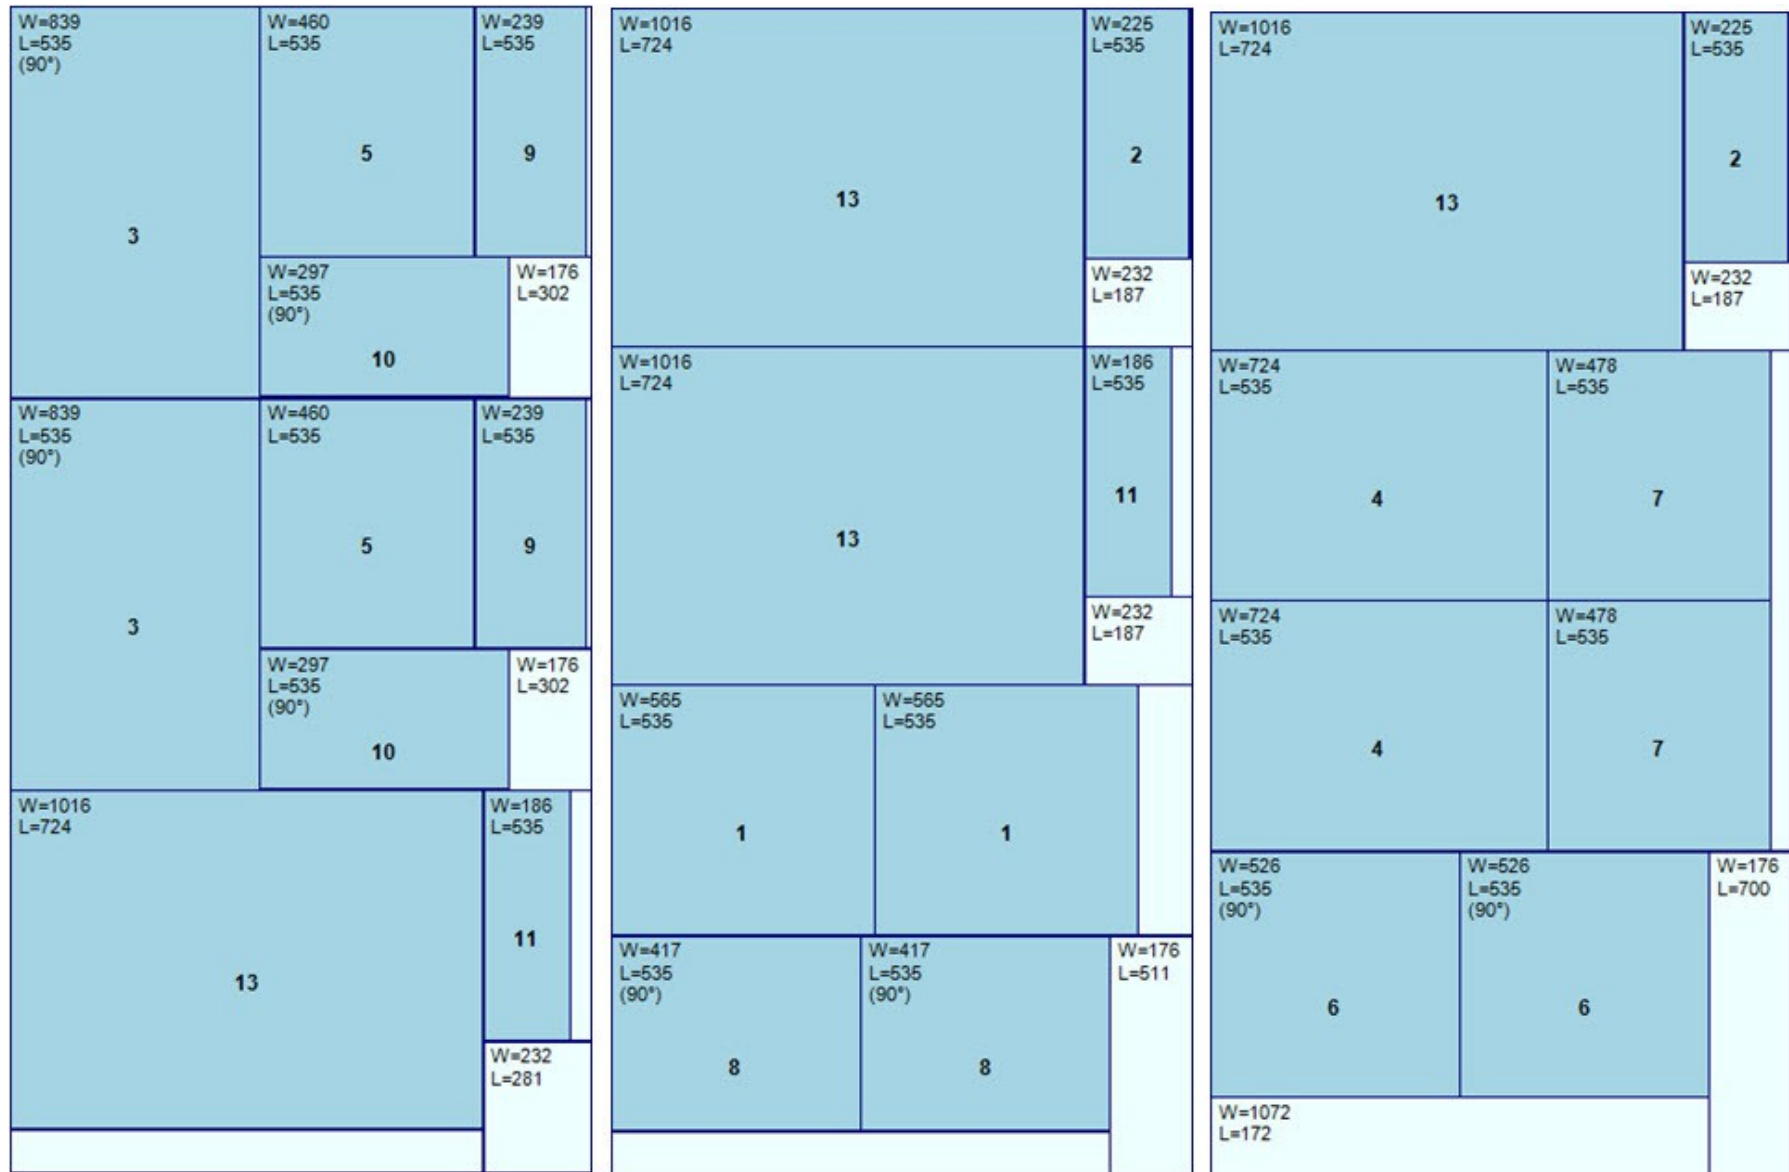 W=839
L=535
(90°)
3
W=460
L=535
5
W=239
L=535
9
W=297
L=535
(90°)
10
W=176
L=302
W=839
L=535
(90°)
3
W=460
L=535
5
W=239
L=535
9
W=297
L=535
(90°)
10
W=176
L=302
W=1016
L=724
13
W=186
L=535
11
W=232
L=281
W=1016
L=724
13
W=225
L=535
2
W=232
L=187
W=1016
L=724
13
W=186
L=535
11
W=232
L=187
W=565
L=535
1
W=565
L=535
1
W=417
L=535
(90°)
8
W=417
L=535
(90°)
8
W=176
L=511
W=1016
L=724
13
W=225
L=535
2
W=232
L=187
W=724
L=535
4
W=478
L=535
7
W=724
L=535
4
W=478
L=535
7
W=526
L=535
(90°)
6
W=526
L=535
(90°)
6
W=176
L=700
W=1072
L=172